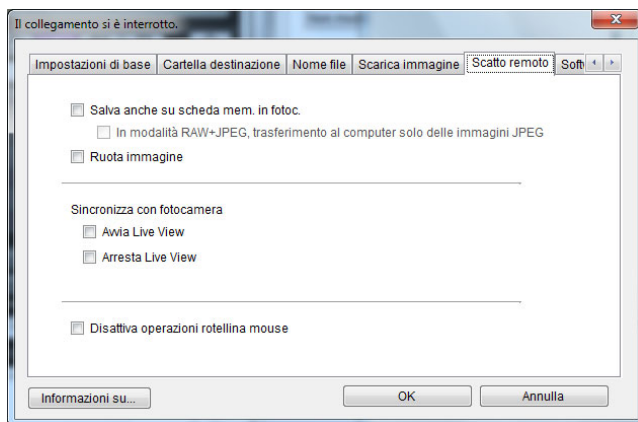 Il collegamento si è interrotto.
Impostazioni di base Cartella destinazione Nome file Scarica immagine Scatto remoto Soft
Salva anche su scheda mem. in fotoc.
In modalità RAW+JPEG, trasferimento al computer solo delle immagini JPEG
Ruota immagine
Sincronizza con fotocamera
Avvia Live View
Arresta Live View
Disattiva operazioni rotellina mouse
Informazioni su... OK Annulla